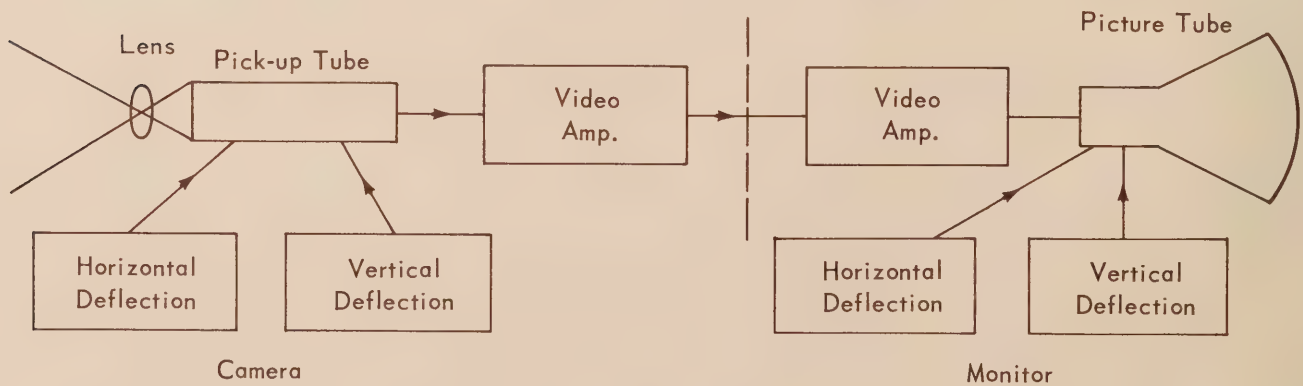 Lens
Pick-up Tube
Video
Amp.
Video
Amp.
Picture Tube
Horizontal
Deflection
Vertical
Deflection
Horizontal
Deflection
Vertical
Deflection
Camera
Monitor